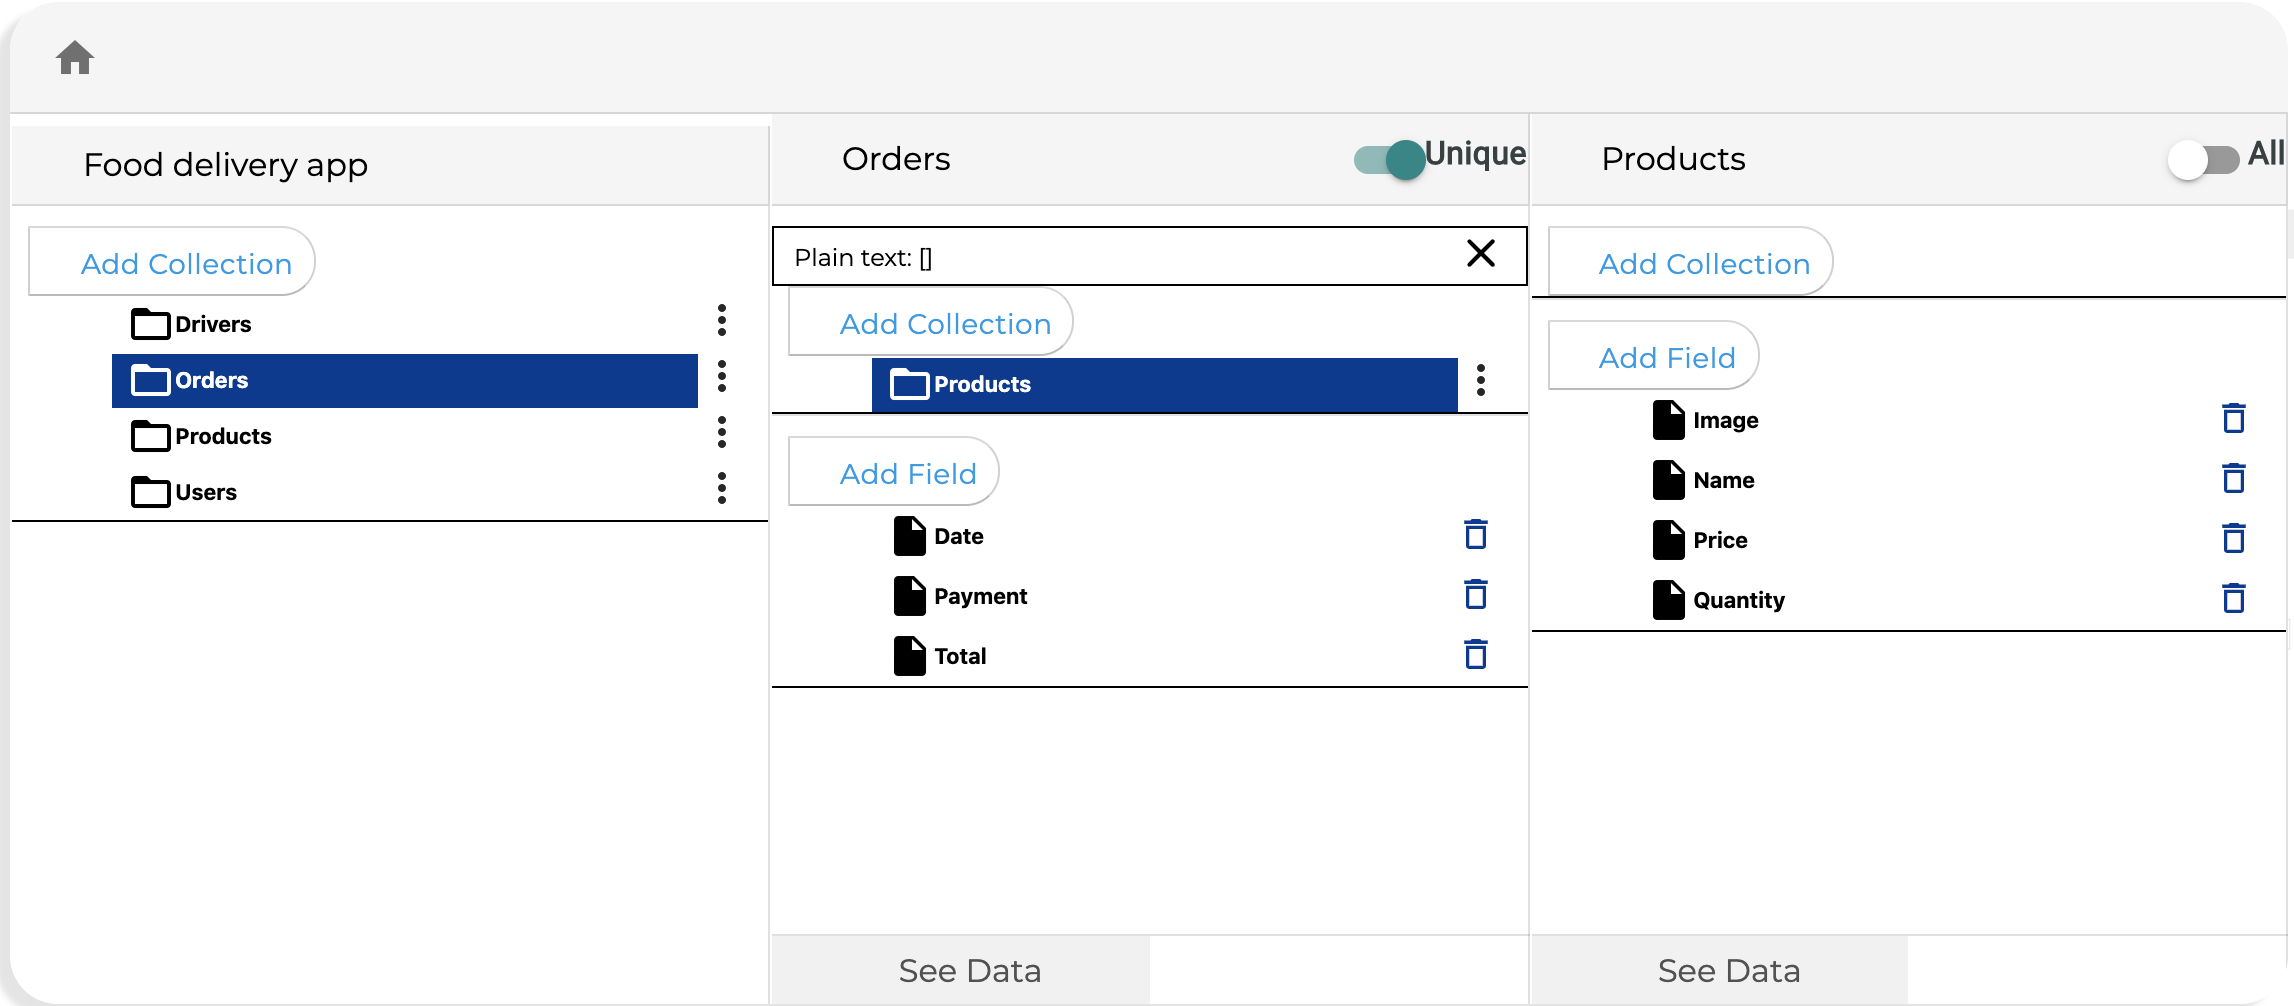 Food delivery app
Add Collection
Drivers
Orders
Products
Users
Orders
Unique
Plain text: []
Add Collection
Products
Add Field
Date
Payment
Total
See Data
Products
All
Add Collection
Add Field
Image
Name
Price
Quantity
See Data